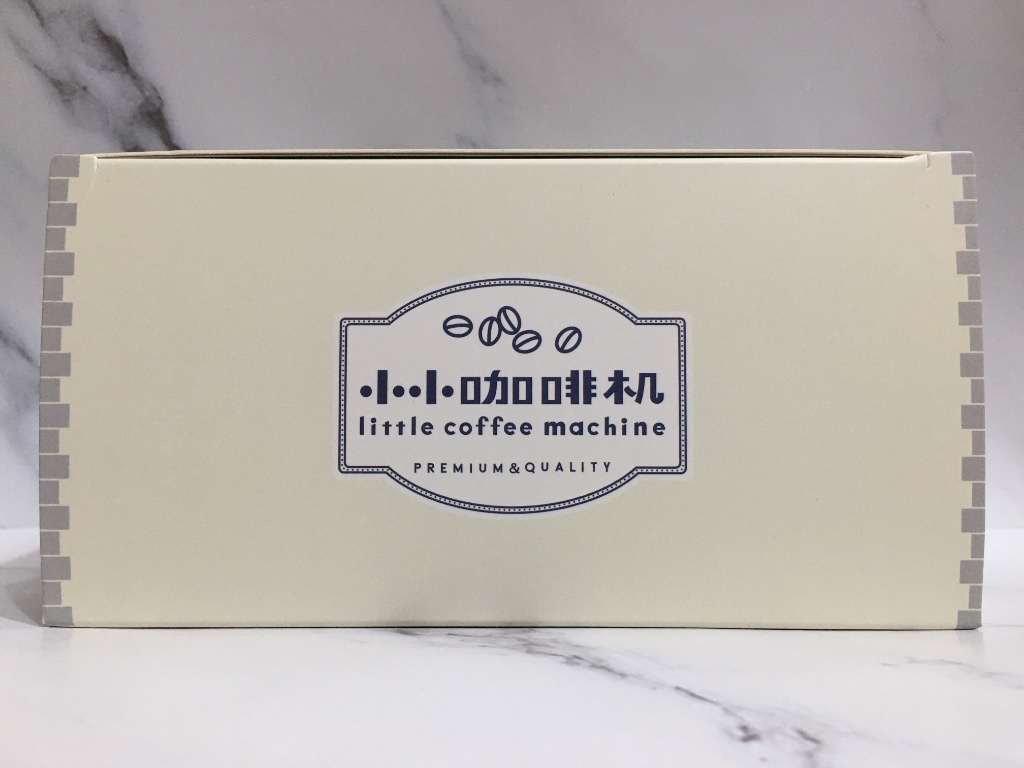 小小咖啡机
little coffee machine
PREMIUM&QUALITY